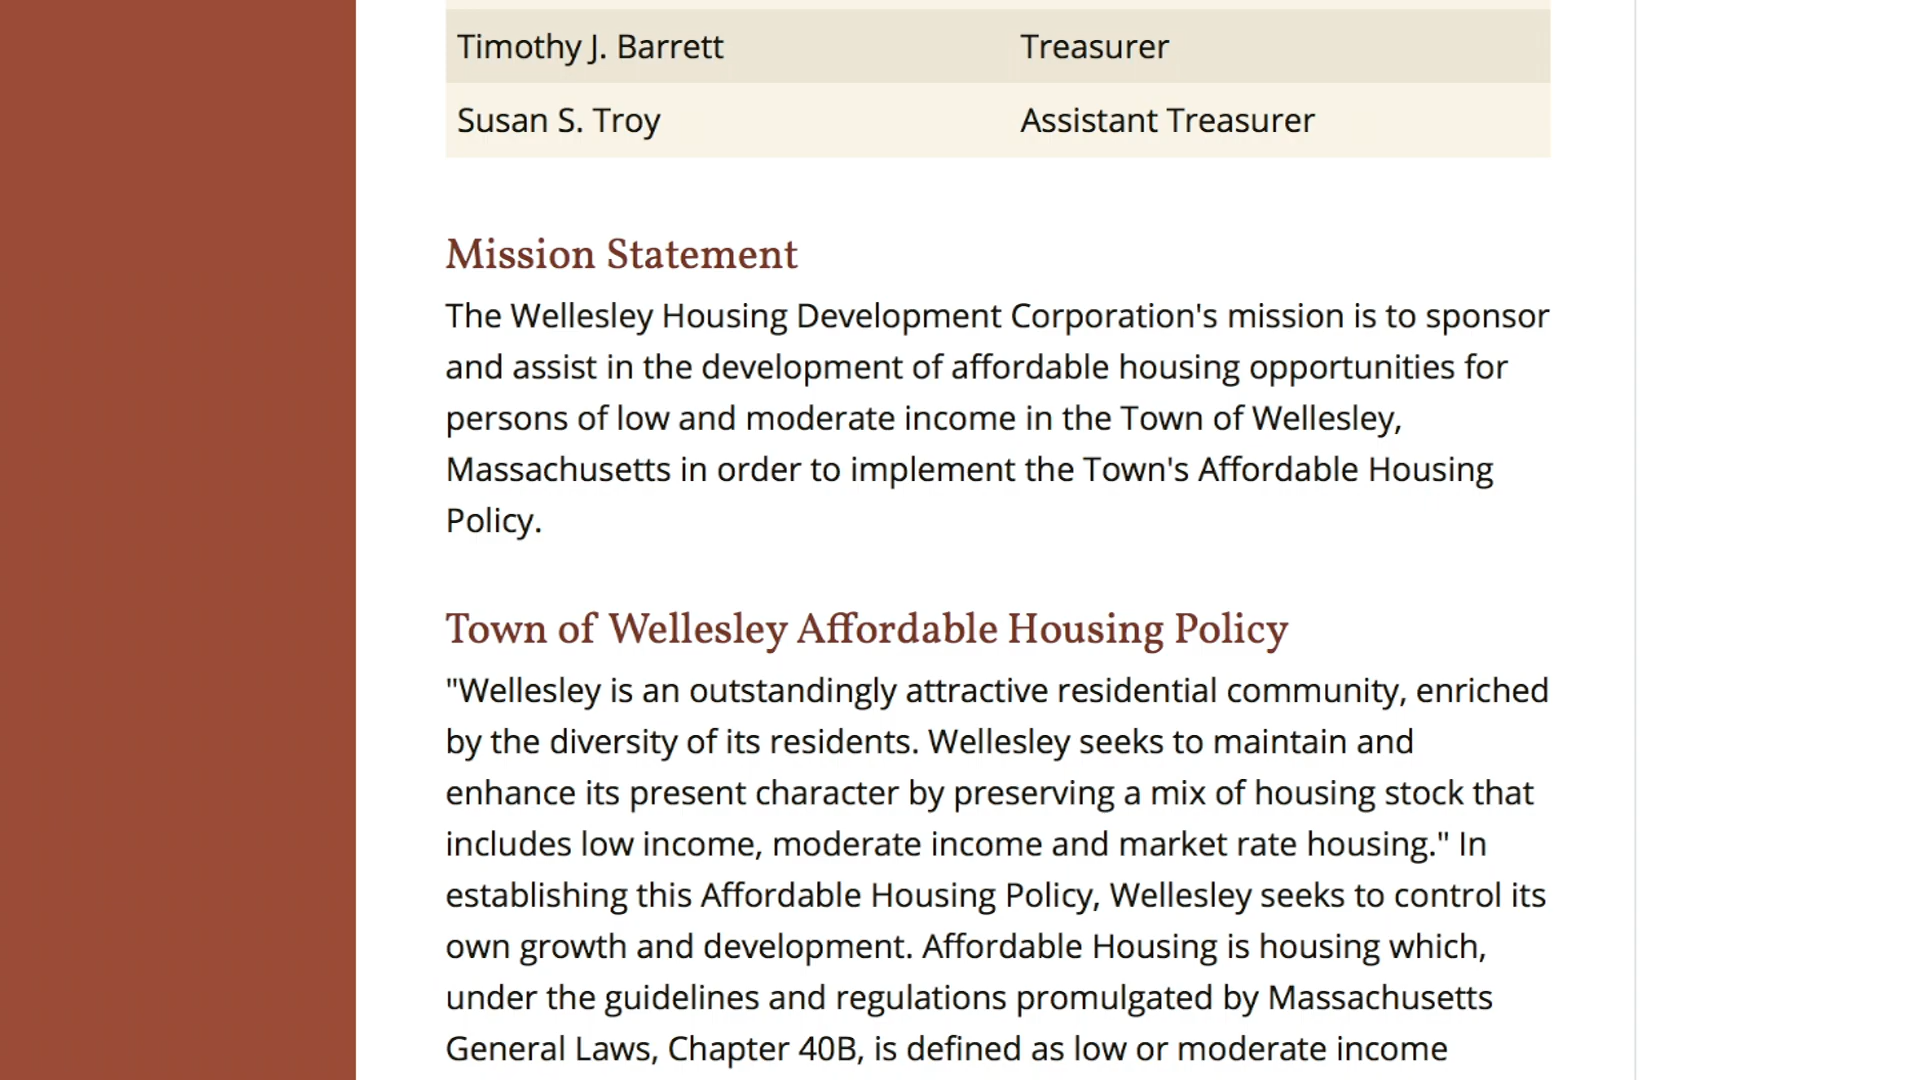 Timothy J. Barrett Treasurer
Susan S. Troy Assistant Treasurer
Mission Statement
The Wellesley Housing Development Corporation's mission is to sponsor
and assist in the development of affordable housing opportunities for
persons of low and moderate income in the Town of Wellesley,
Massachusetts in order to implement the Town's Affordable Housing
Policy.
Town of Wellesley Affordable Housing Policy
"Wellesley is an outstandingly attractive residential community, enriched
by the diversity of its residents. Wellesley seeks to maintain and
enhance its present character by preserving a mix of housing stock that
includes low income, moderate income and market rate housing." In
establishing this Affordable Housing Policy, Wellesley seeks to control its
own growth and development. Affordable Housing is housing which,
under the guidelines and regulations promulgated by Massachusetts
General Laws, Chapter 40B, is defined as low or moderate income